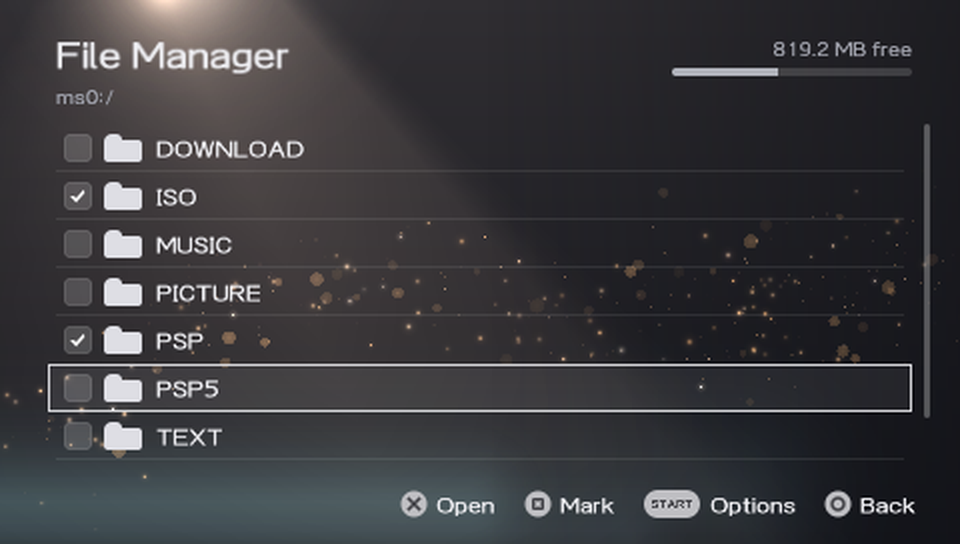 File Manager
819.2 MB free
ms0:/
DOWNLOAD
ISO
MUSIC
PICTURE
PSP
PSP5
TEXT
Open Mark START Options Back